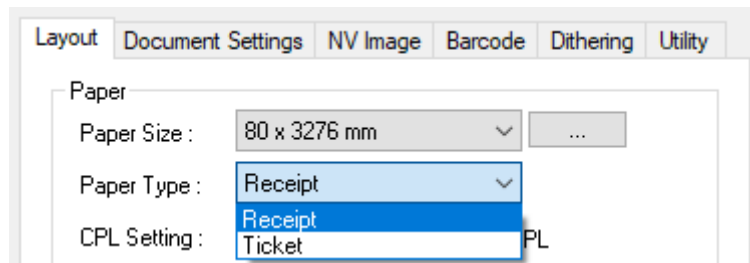 Layout Document Settings NV Image Barcode Dithering Utility
Paper
Paper Size : 80 x 3276 mm ...
Paper Type : Receipt
Receipt
CPL Setting : Ticket PL